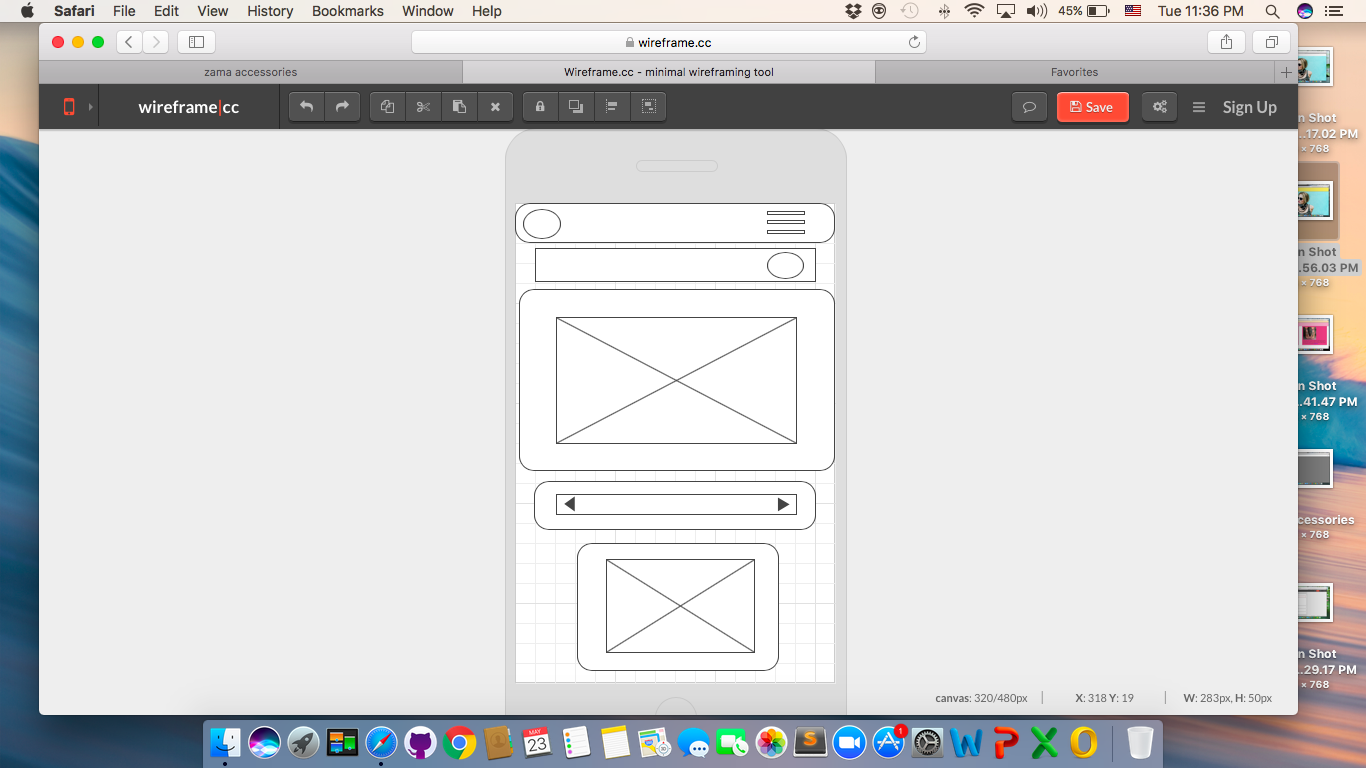 Safari File Edit View History Bookmarks Window Help 45% Tue 11:36 PM
wireframe.cc
zama accessories Wireframe.cc - minimal wireframing tool Favorites
wireframe|cc Save Sign Up
n Shot
..17.02 PM
× 768
n Shot
.56.03 PM
× 768
n Shot
..41.47 PM
× 768
cessories
× 768
n Shot
..29.17 PM
× 768
canvas: 320/480px X: 318 Y: 19 W: 283px, H: 50px
MAY
23
1